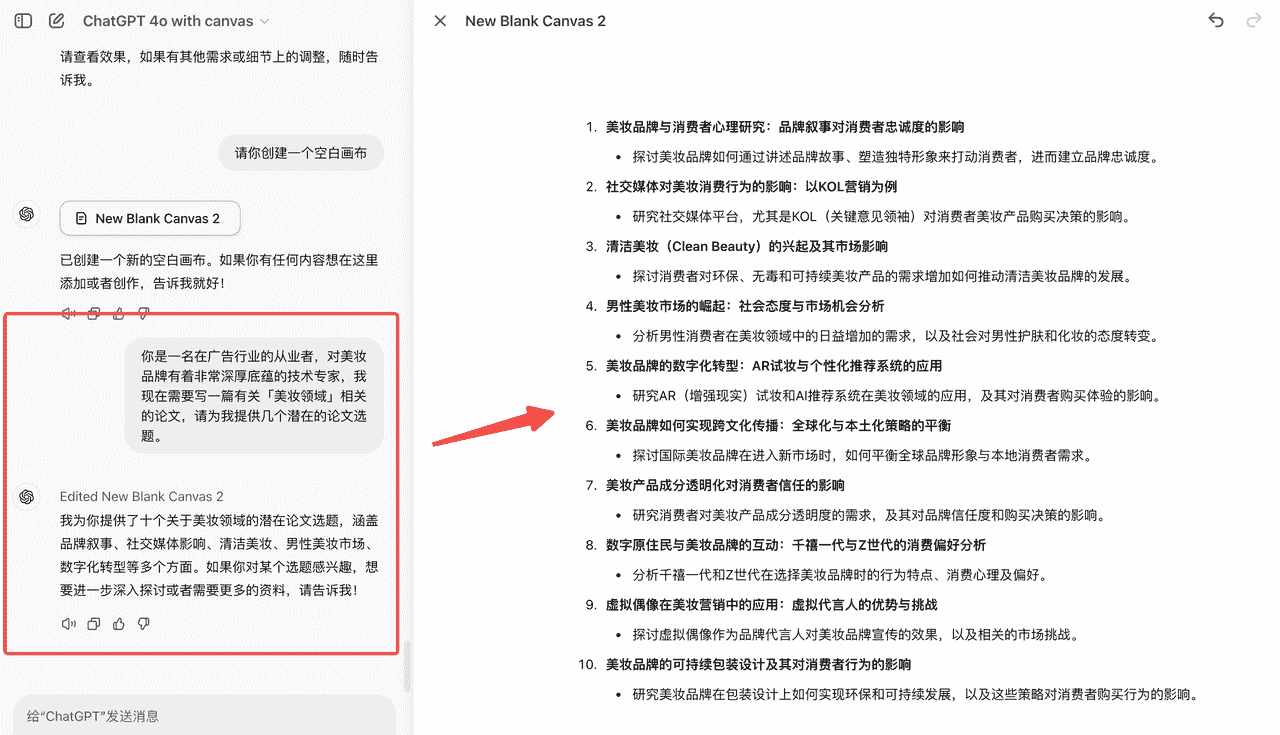 ChatGPT 4o with canvas
请查看效果，如果有其他需求或细节上的调整，随时告
诉我。
请你创建一个空白画布
New Blank Canvas 2
已创建一个新的空白画布。如果你有任何内容想在这里
添加或者创作，告诉我就好！
你是一名在广告行业的从业者，对美妆
品牌有着非常深厚底蕴的技术专家，我
现在需要写一篇有关「美妆领域」相关
的论文，请为我提供几个潜在的论文选
题。
Edited New Blank Canvas 2
我为你提供了十个关于美妆领域的潜在论文选题，涵盖
品牌叙事、社交媒体影响、清洁美妆、男性美妆市场、
数字化转型等多个方面。如果你对某个选题感兴趣，想
要进一步深入探讨或者需要更多的资料，请告诉我！
给“ChatGPT”发送消息
New Blank Canvas 2
1. 美妆品牌与消费者心理研究：品牌叙事对消费者忠诚度的影响
• 探讨美妆品牌如何通过讲述品牌故事、塑造独特形象来打动消费者，进而建立品牌忠诚度。
2. 社交媒体对美妆消费行为的影响：以KOL营销为例
• 研究社交媒体平台，尤其是KOL（关键意见领袖）对消费者美妆产品购买决策的影响。
3. 清洁美妆（Clean Beauty）的兴起及其市场影响
• 探讨消费者对环保、无毒和可持续美妆产品的需求增加如何推动清洁美妆品牌的发展。
4. 男性美妆市场的崛起：社会态度与市场机会分析
• 分析男性消费者在美妆领域中的日益增加的需求，以及社会对男性护肤和化妆的态度转变。
5. 美妆品牌的数字化转型：AR试妆与个性化推荐系统的应用
• 研究AR（增强现实）试妆和AI推荐系统在美妆领域的应用，及其对消费者购买体验的影响。
6. 美妆品牌如何实现跨文化传播：全球化与本土化策略的平衡
• 探讨国际美妆品牌在进入新市场时，如何平衡全球品牌形象与本地消费者需求。
7. 美妆产品成分透明化对消费者信任的影响
• 研究消费者对美妆产品成分透明度的需求，及其对品牌信任度和购买决策的影响。
8. 数字原住民与美妆品牌的互动：千禧一代与Z世代的消费偏好分析
• 分析千禧一代和Z世代在选择美妆品牌时的行为特点、消费心理及偏好。
9. 虚拟偶像在美妆营销中的应用：虚拟代言人的优势与挑战
• 探讨虚拟偶像作为品牌代言人对美妆品牌宣传的效果，以及相关的市场挑战。
10. 美妆品牌的可持续包装设计及其对消费者行为的影响
• 研究美妆品牌在包装设计上如何实现环保和可持续发展，以及这些策略对消费者购买行为的影响。